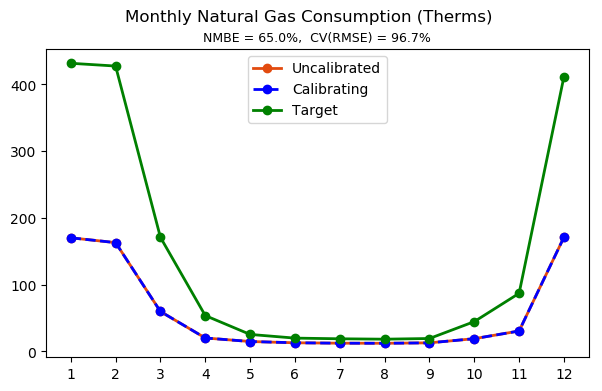 Monthly Natural Gas Consumption (Therms)
NMBE = 65.0%,  CV(RMSE) = 96.7%
Uncalibrated
Calibrating
Target
400
300
200
100
0
1 2 3 4 5 6 7 8 9 10 11 12